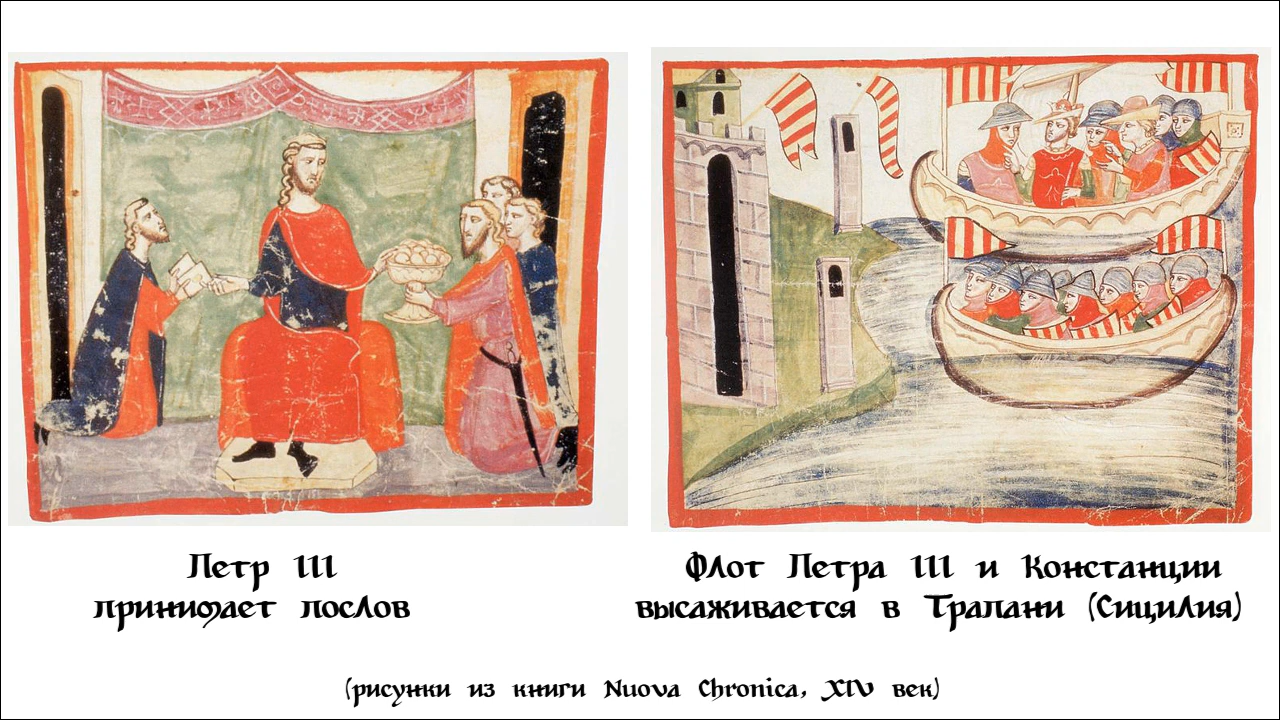 Петр III
принимает послов
Флот Петра III и Констанции
высаживается в Трапани (Сицилия)
(рисунки из книги Nuova Chronica, XIV век)